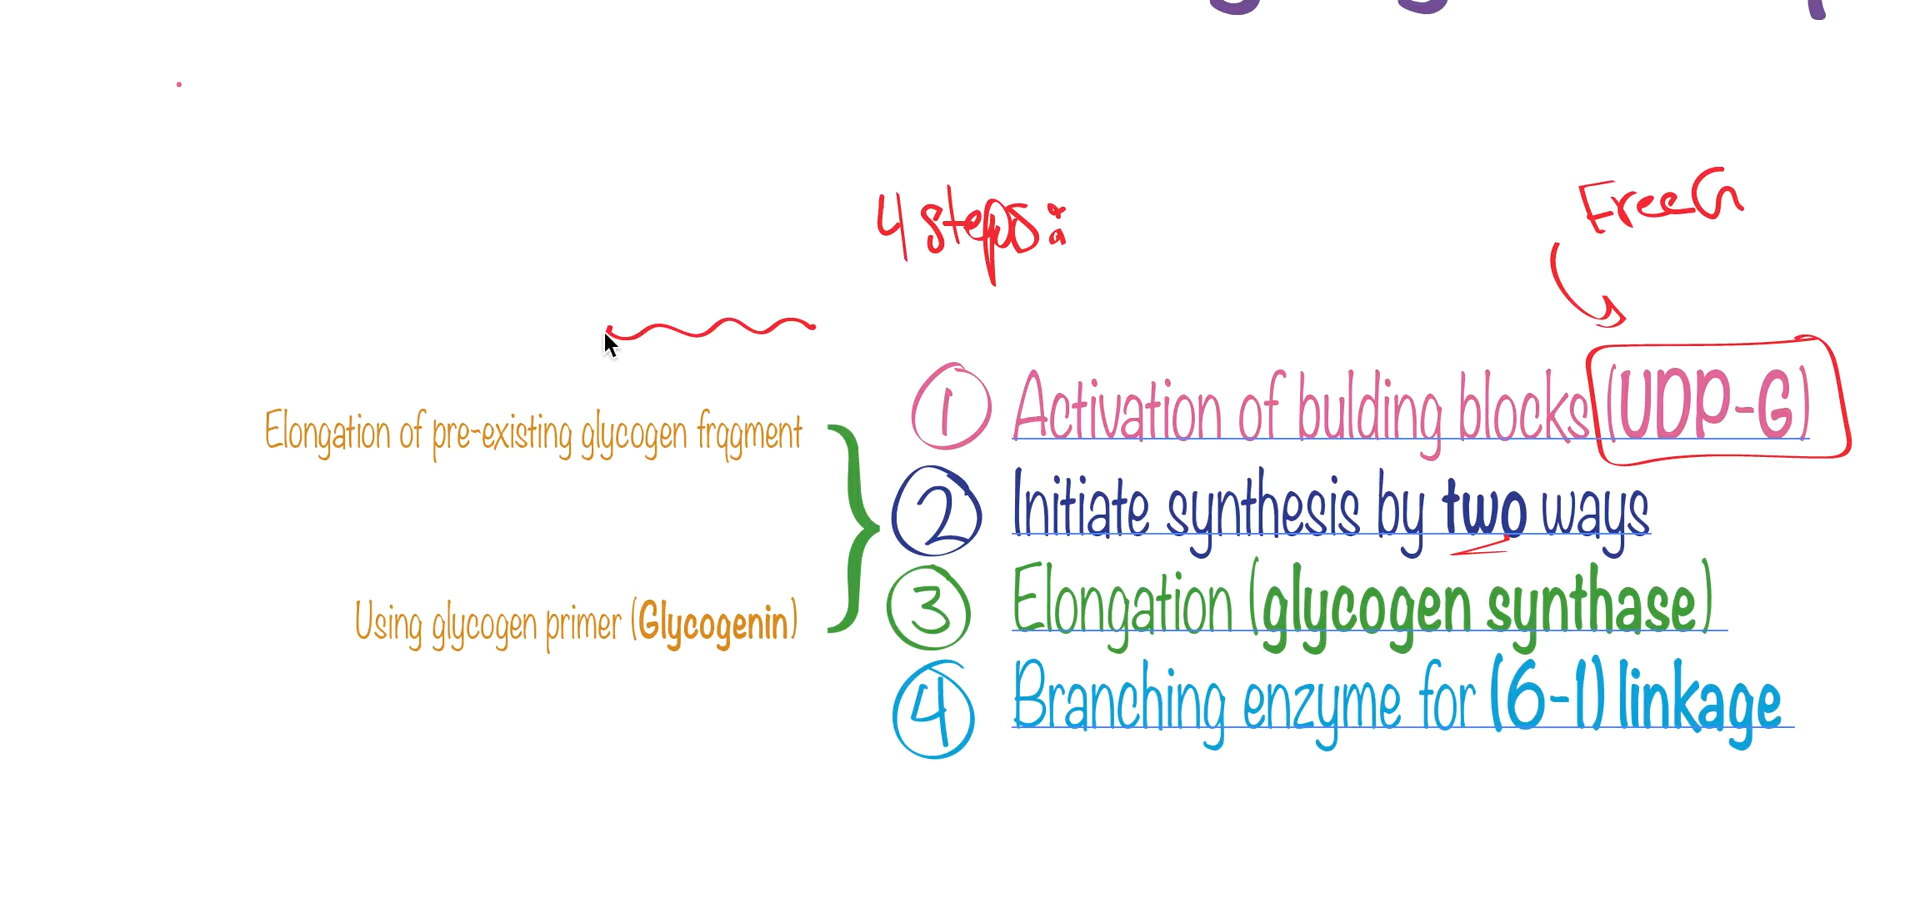 4 steps:
Free G
1 Activation of bulding blocks (UDP-G)
2 Initiate synthesis by two ways
Elongation of pre-existing glycogen frqgment
Using glycogen primer (Glycogenin)
3 Elongation (glycogen synthase)
4 Branching enzyme for (6-1) linkage